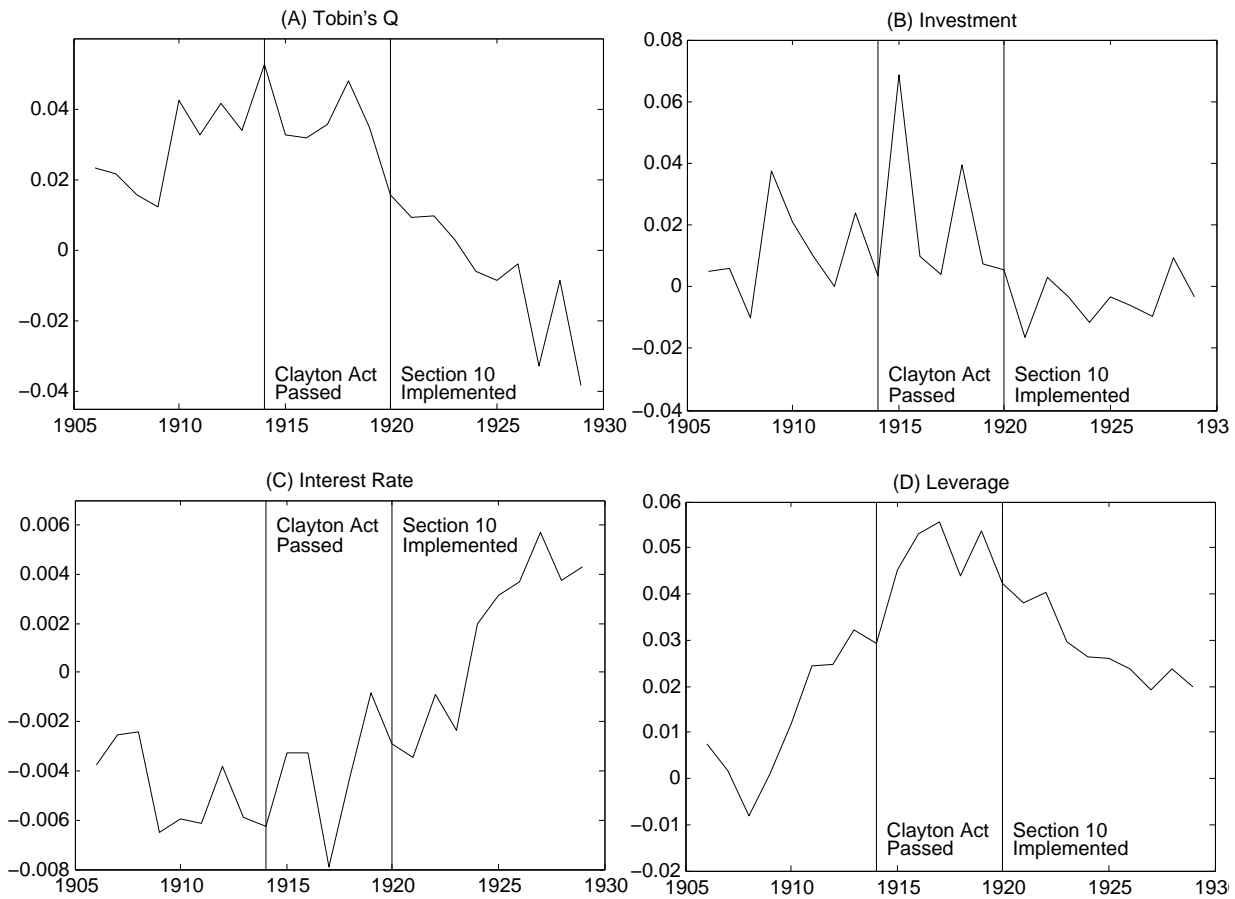 (A) Tobin's Q
0.04
0.02
0
−0.02
−0.04
Clayton Act
Passed
Section 10
Implemented
1905
1910
1915
1920
1925
1930
(B) Investment
0.08
0.06
0.04
0.02
0
−0.02
−0.04
Clayton Act
Passed
Section 10
Implemented
1905
1910
1915
1920
1925
193
(C) Interest Rate
0.006
0.004
0.002
0
−0.002
−0.004
−0.006
−0.008
Clayton Act
Passed
Section 10
Implemented
1905
1910
1915
1920
1925
1930
(D) Leverage
0.06
0.05
0.04
0.03
0.02
0.01
0
−0.01
−0.02
Clayton Act
Passed
Section 10
Implemented
1905
1910
1915
1920
1925
1930